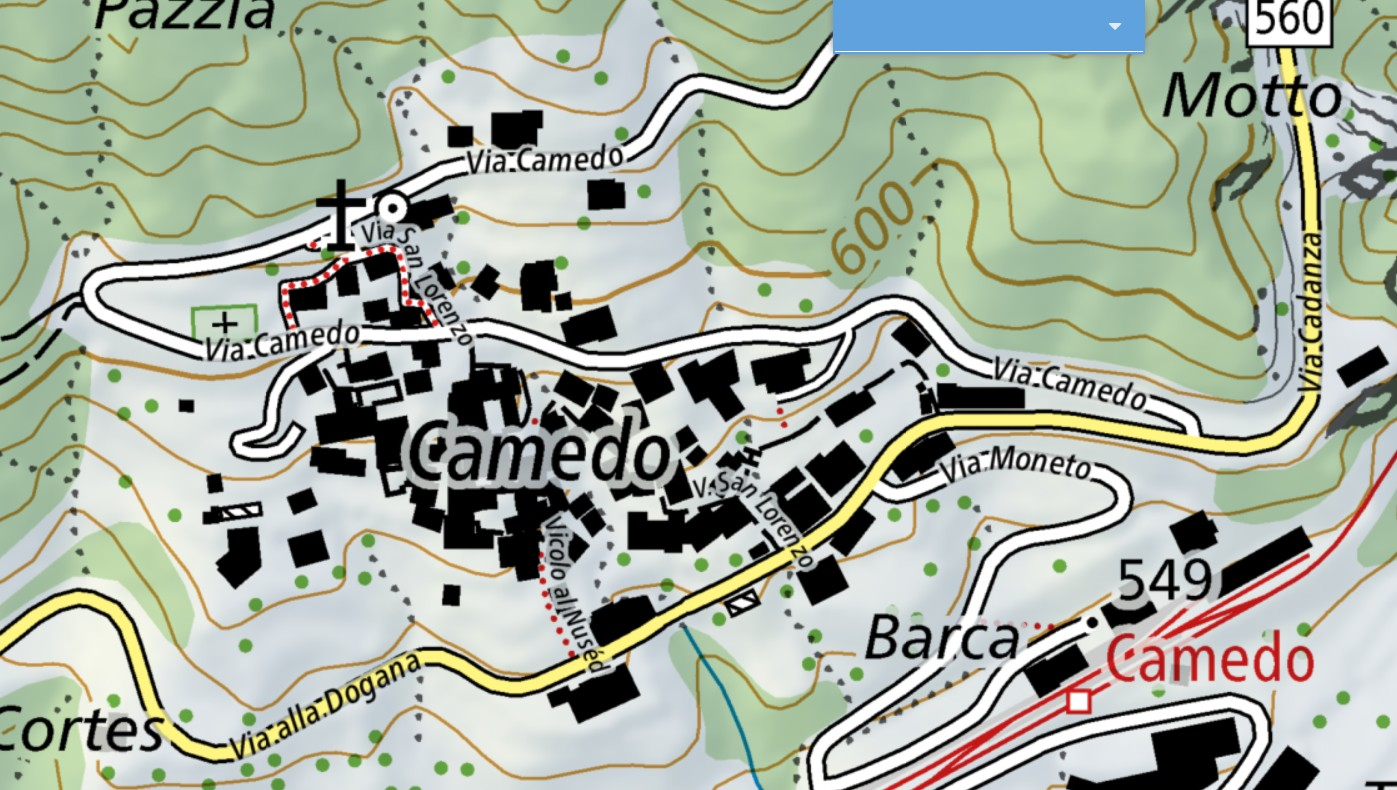 Pazzia
560
Motto
Via Camedo
Via San Lorenzo
600
Via Cadanza
Via Camedo
Via Camedo
Camedo
Via Moneto
V. San Lorenzo
Vicolo al Nused
549
Barca
Camedo
Via alla Dogana
Cortes